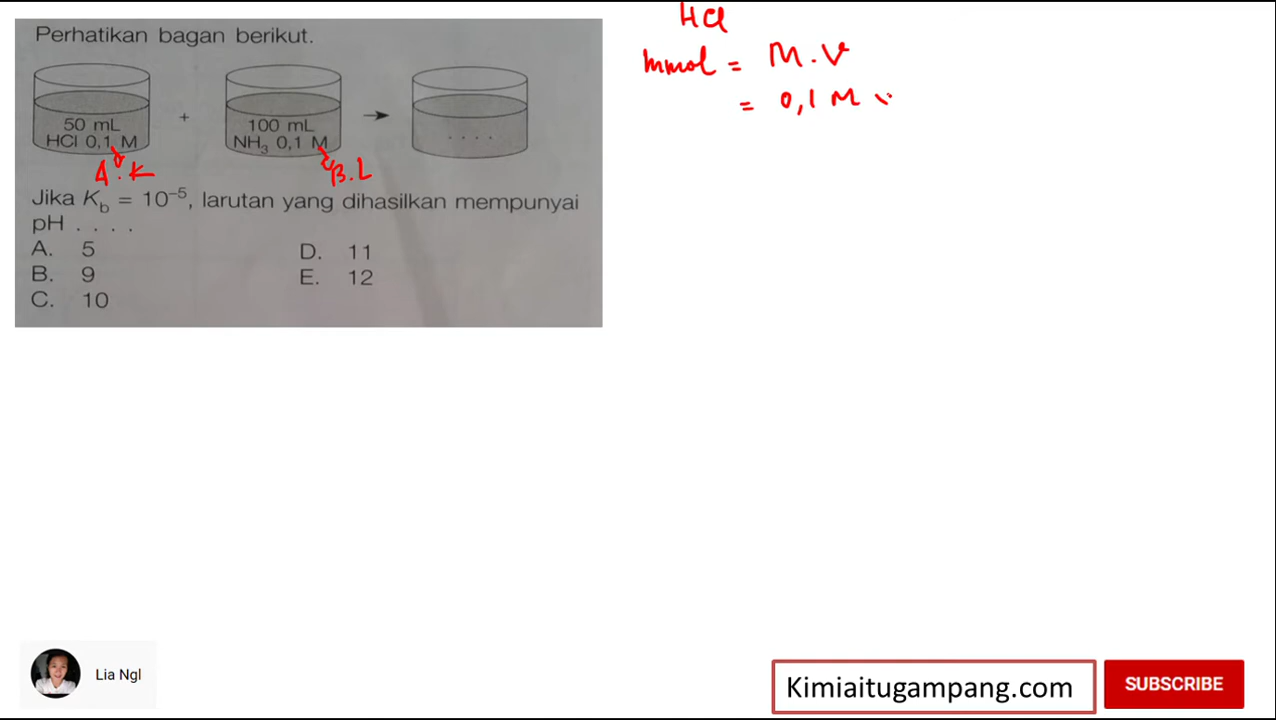 Perhatikan bagan berikut.
50 mL
HCl 0,1 M
+
100 mL
NH₃ 0,1 M
→
. . . .
A. K
B. L
Jika Kb = 10⁻⁵, larutan yang dihasilkan mempunyai
pH . . . .
A. 5
B. 9
C. 10
D. 11
E. 12
HCl
mmol = M . V
= 0,1 M
Lia Ngl
Kimiaitugampang.com
SUBSCRIBE